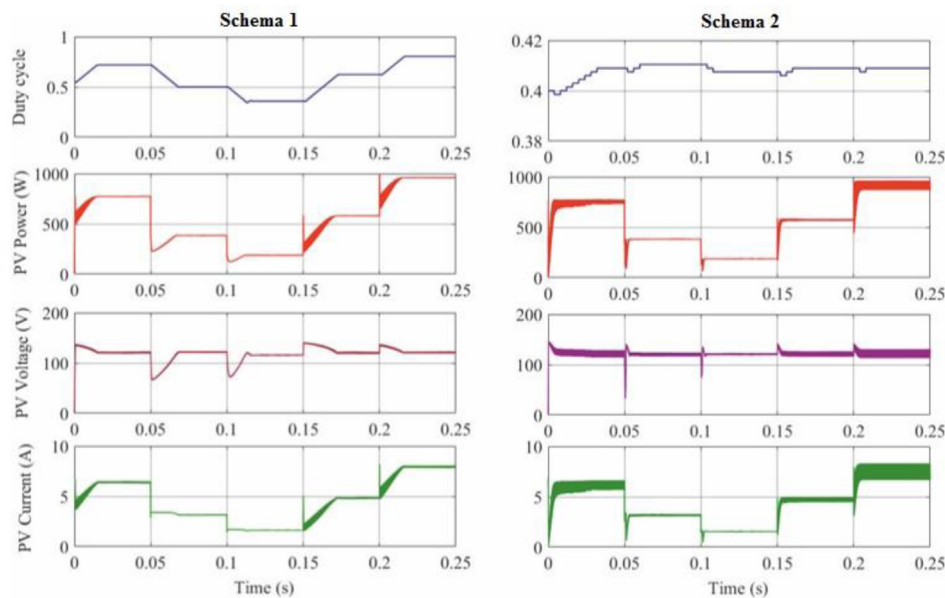 Schema 1
Schema 2
Duty cycle
1
0.5
0
0 0.05 0.1 0.15 0.2 0.25
0.42
0.4
0.38
0 0.05 0.1 0.15 0.2 0.25
PV Power (W)
1000
500
0
0 0.05 0.1 0.15 0.2 0.25
1000
500
0
0 0.05 0.1 0.15 0.2 0.25
PV Voltage (V)
200
100
0
0 0.05 0.1 0.15 0.2 0.25
200
100
0
0 0.05 0.1 0.15 0.2 0.25
PV Current (A)
10
5
0
0 0.05 0.1 0.15 0.2 0.25
10
5
0
0 0.05 0.1 0.15 0.2 0.25
Time (s)
Time (s)